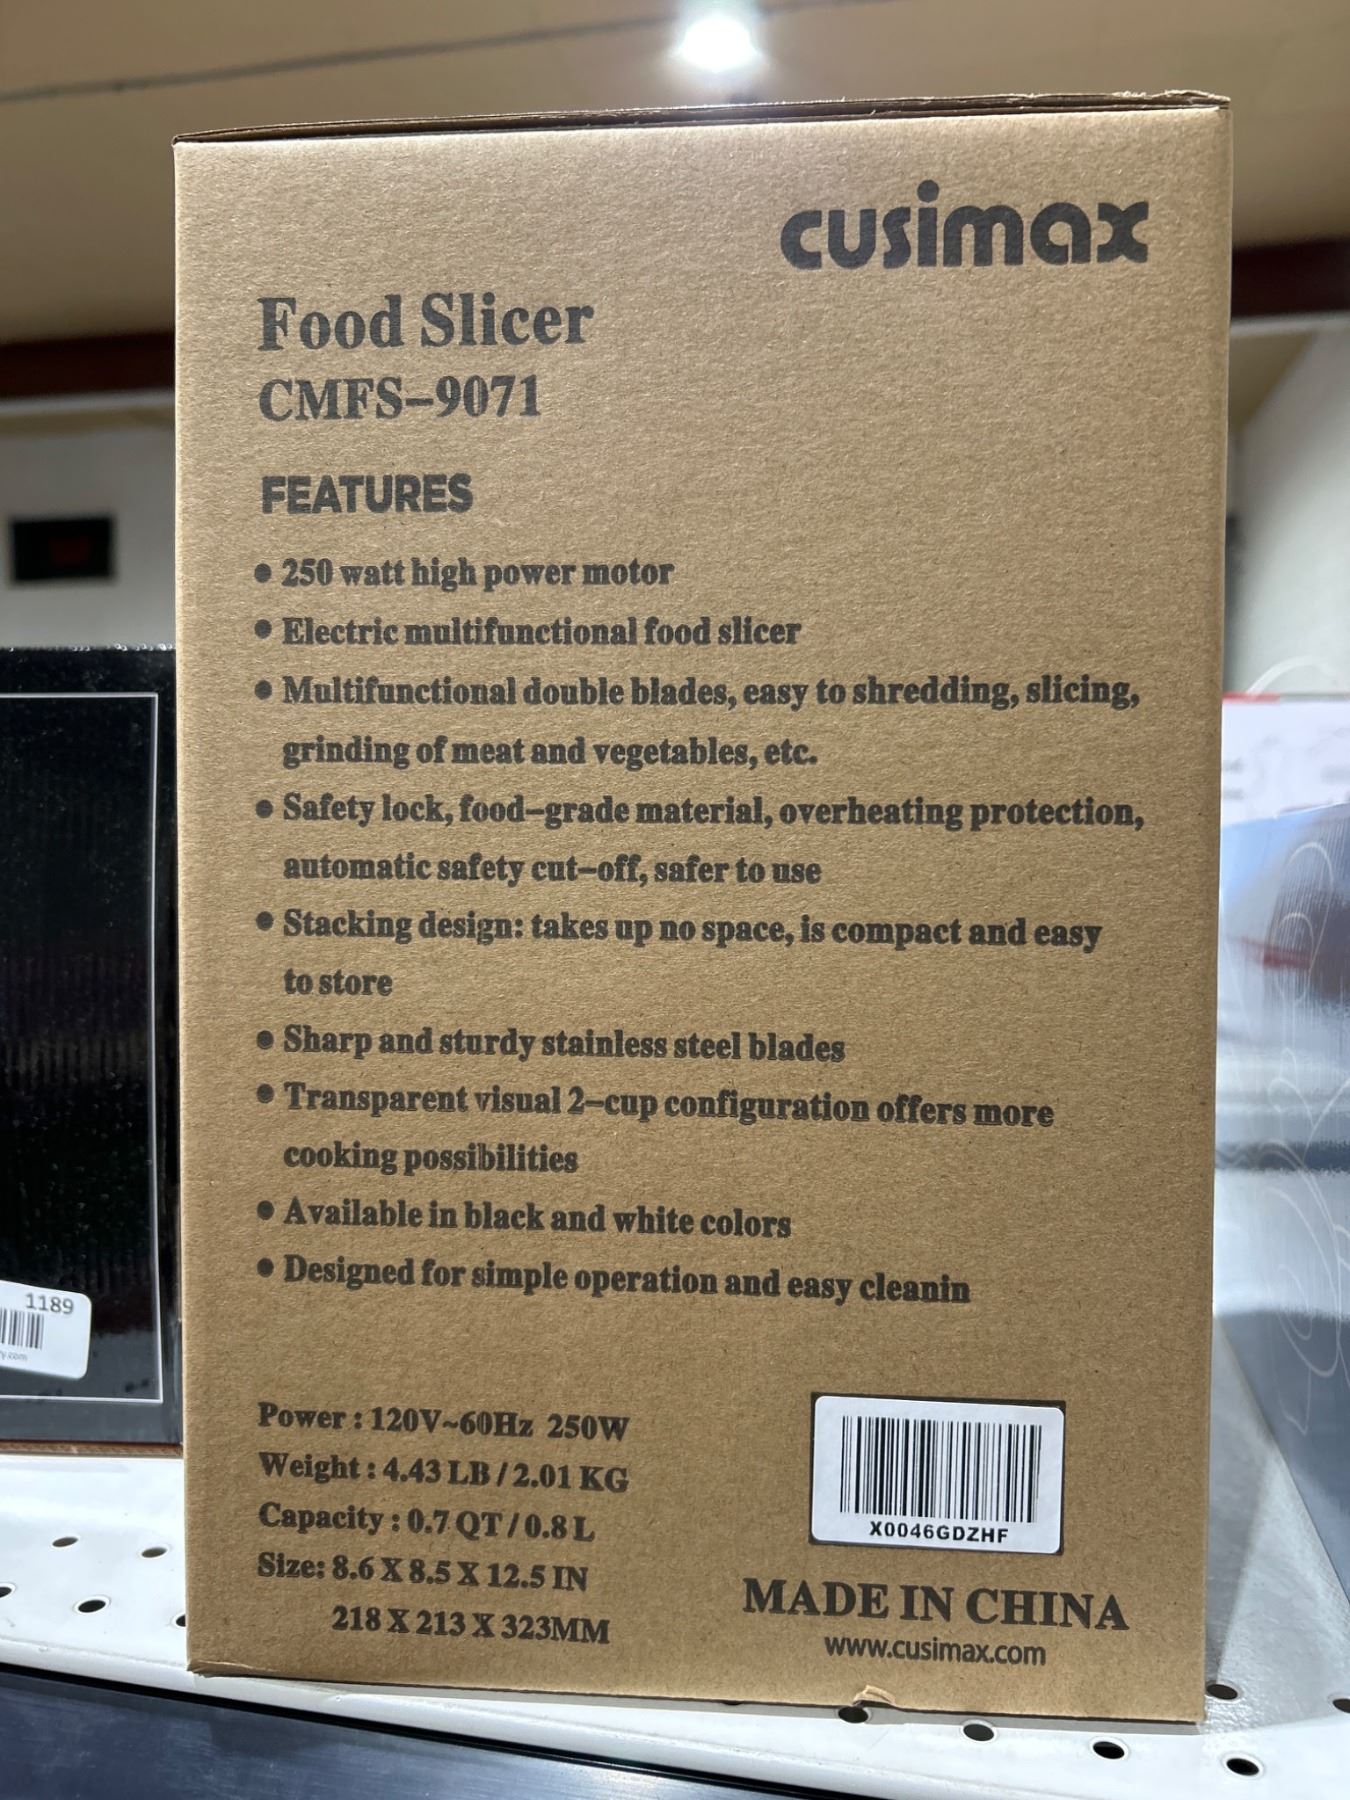 cusimax
Food Slicer
CMFS-9071
FEATURES
• 250 watt high power motor
• Electric multifunctional food slicer
• Multifunctional double blades, easy to shredding, slicing,
grinding of meat and vegetables, etc.
• Safety lock, food-grade material, overheating protection,
automatic safety cut-off, safer to use
• Stacking design: takes up no space, is compact and easy
to store
• Sharp and sturdy stainless steel blades
• Transparent visual 2-cup configuration offers more
cooking possibilities
• Available in black and white colors
• Designed for simple operation and easy cleanin
1189
Power : 120V~60Hz 250W
Weight : 4.43 LB / 2.01 KG
Capacity : 0.7 QT / 0.8 L
Size: 8.6 X 8.5 X 12.5 IN
218 X 213 X 323MM
X0046GDZHF
MADE IN CHINA
www.cusimax.com